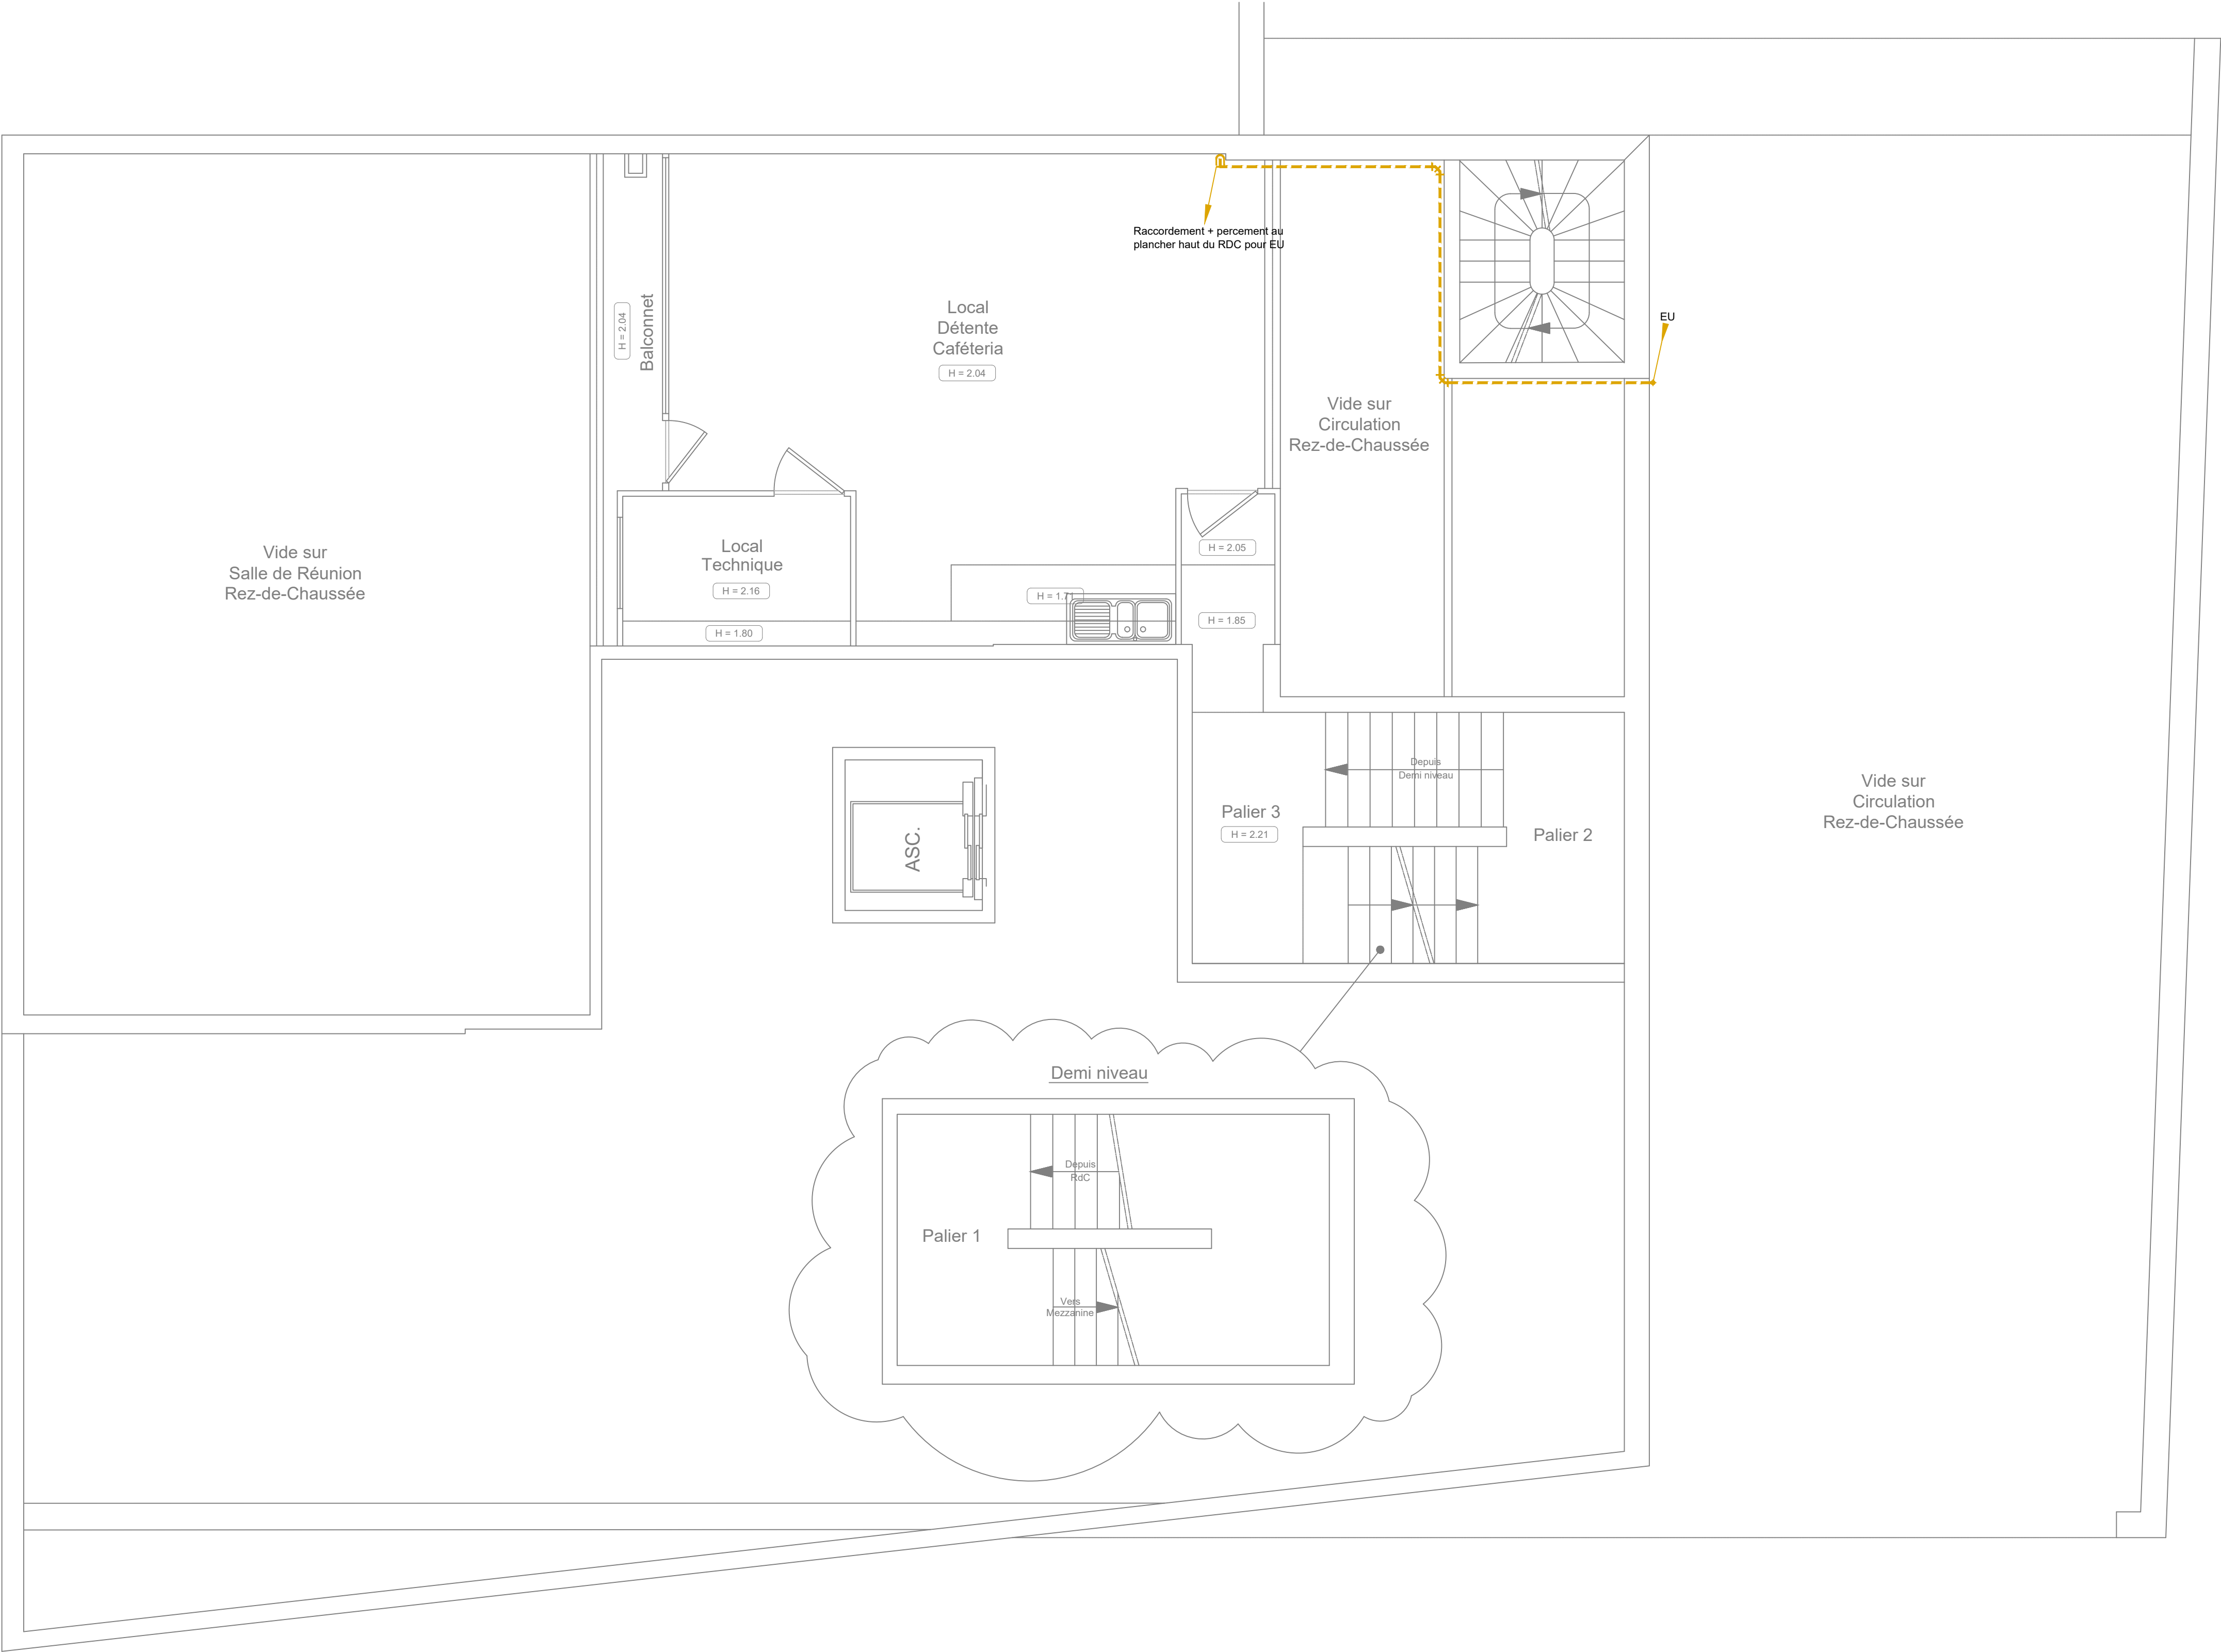 Raccordement + percement au
plancher haut du RDC pour EU
EU
H = 2.04
Balconnet
Local
Détente
Caféteria
H = 2.04
Vide sur
Circulation
Rez-de-Chaussée
Vide sur
Salle de Réunion
Rez-de-Chaussée
Local
Technique
H = 2.16
H = 1.80
H = 1.71
H = 2.05
H = 1.85
Depuis
Demi niveau
Palier 3
H = 2.21
Palier 2
Vide sur
Circulation
Rez-de-Chaussée
ASC.
Demi niveau
Depuis
RdC
Palier 1
Vers
Mezzanine